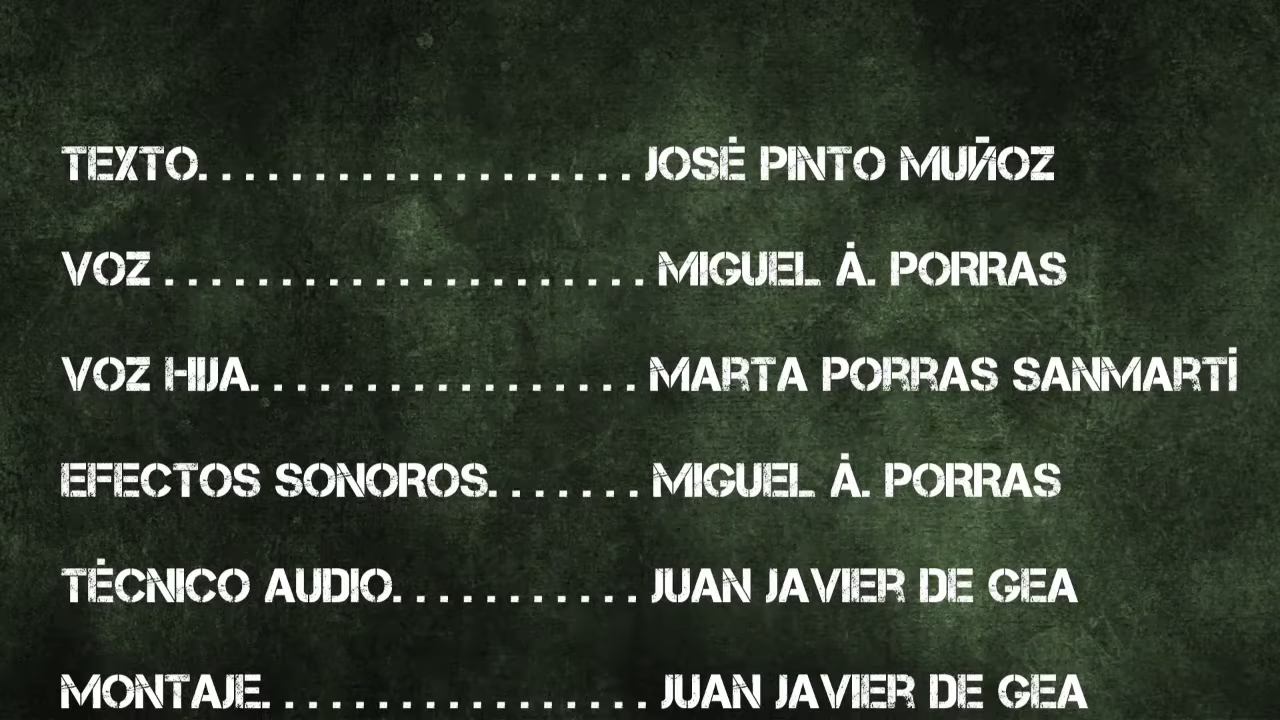 TEXTO. . . . . . . . . . . . . . . . . . . JOSÉ PINTO MUÑOZ
VOZ . . . . . . . . . . . . . . . . . . . . . MIGUEL Á. PORRAS
VOZ HIJA. . . . . . . . . . . . . . . . . MARTA PORRAS SANMARTÍ
EFECTOS SONOROS. . . . . . . MIGUEL Á. PORRAS
TÉCNICO AUDIO. . . . . . . . . . . JUAN JAVIER DE GEA
MONTAJE. . . . . . . . . . . . . . . . . JUAN JAVIER DE GEA